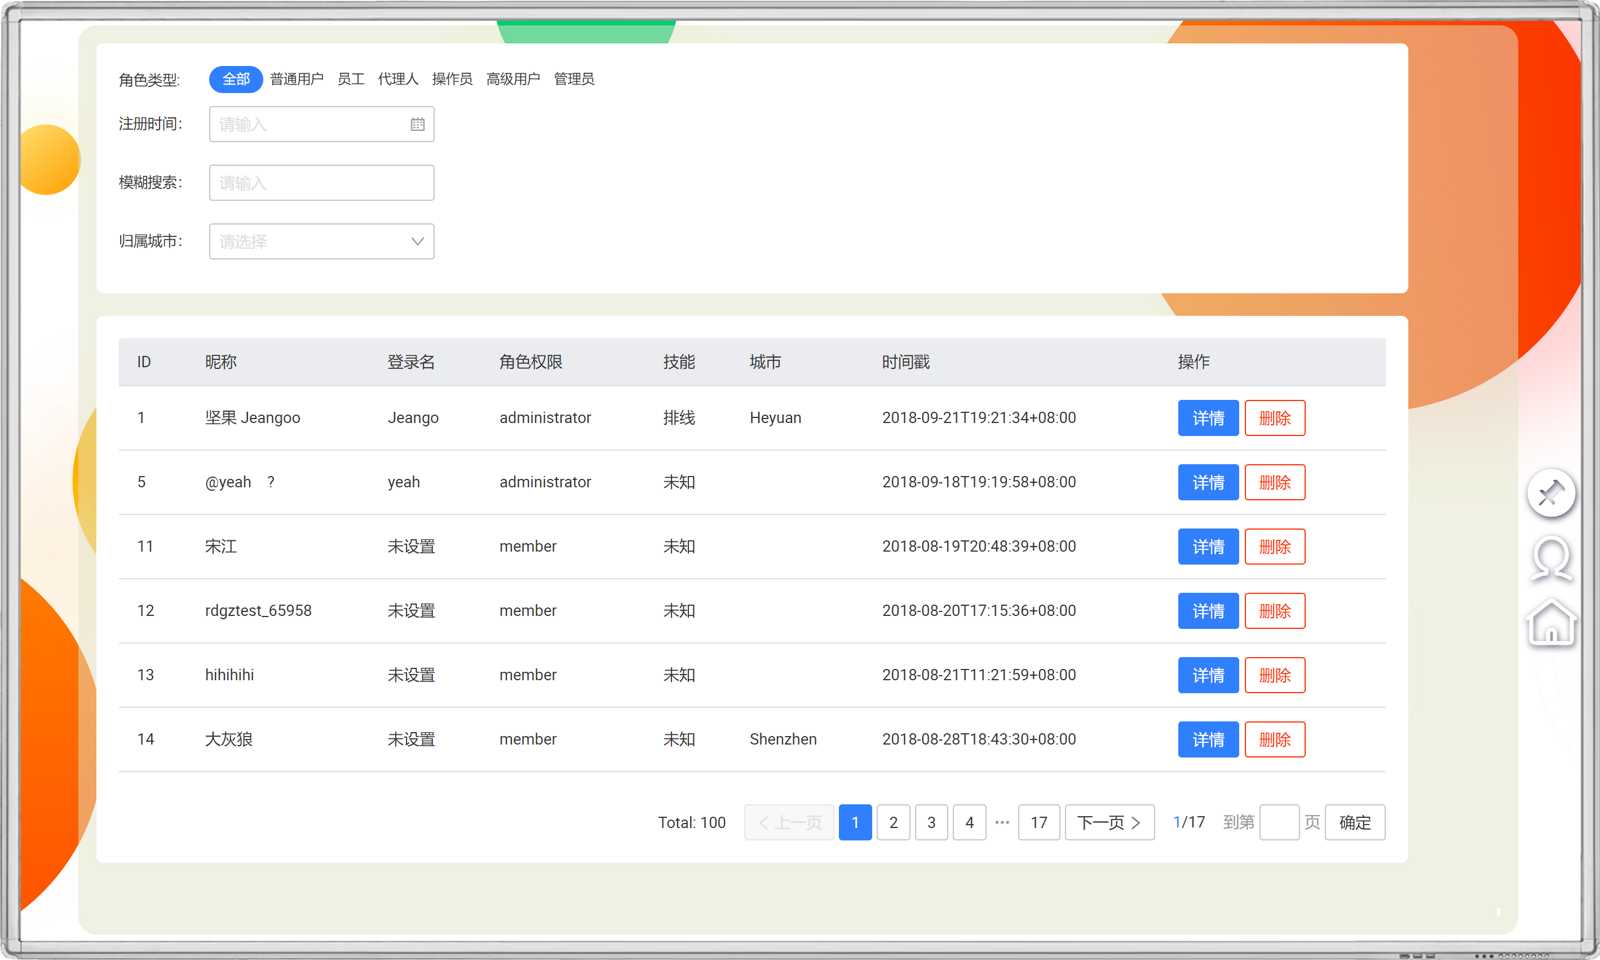 角色类型: 全部 普通用户 员工 代理人 操作员 高级用户 管理员
注册时间: 请输入
模糊搜索: 请输入
归属城市: 请选择
ID 昵称 登录名 角色权限 技能 城市 时间戳 操作
1 坚果 Jeangoo Jeango administrator 排线 Heyuan 2018-09-21T19:21:34+08:00 详情 删除
5 @yeah ? yeah administrator 未知 2018-09-18T19:19:58+08:00 详情 删除
11 宋江 未设置 member 未知 2018-08-19T20:48:39+08:00 详情 删除
12 rdgztest_65958 未设置 member 未知 2018-08-20T17:15:36+08:00 详情 删除
13 hihihihi 未设置 member 未知 2018-08-21T11:21:59+08:00 详情 删除
14 大灰狼 未设置 member 未知 Shenzhen 2018-08-28T18:43:30+08:00 详情 删除
Total: 100 上一页 1 2 3 4 ··· 17 下一页 1/17 到第 页 确定